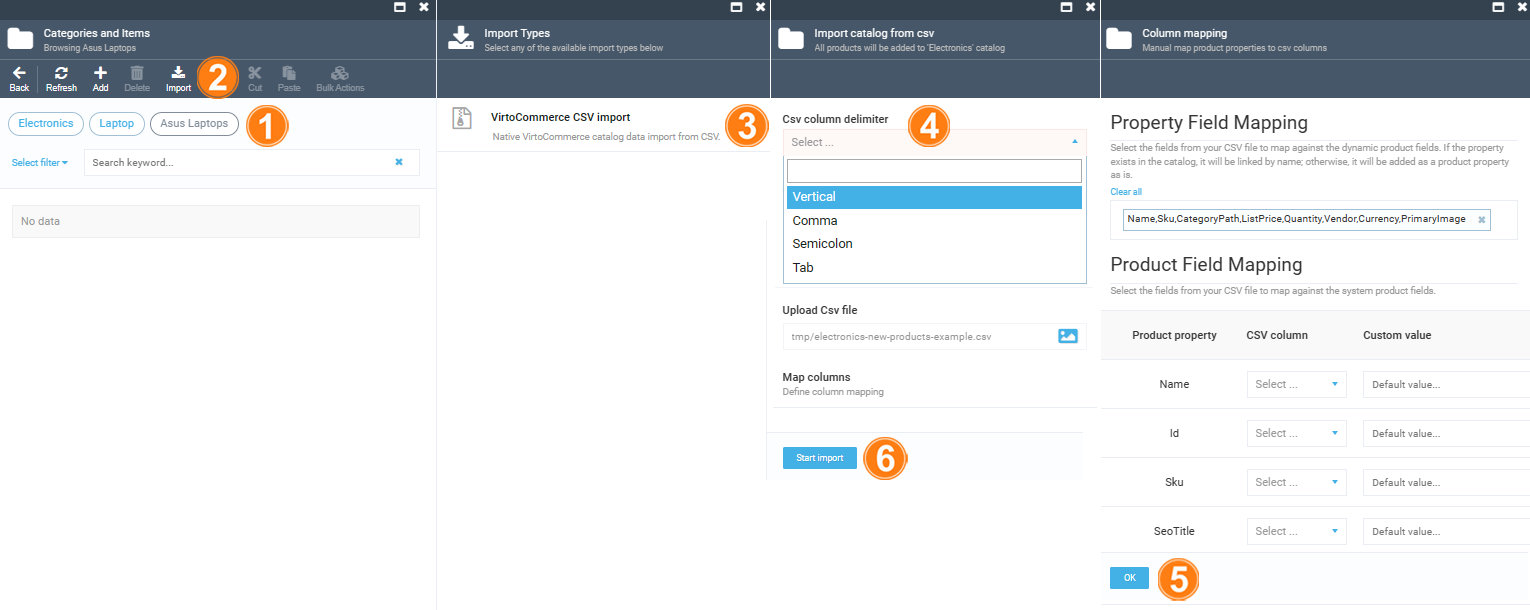 Categories and Items
Browsing Asus Laptops
Back
Refresh
Add
Delete
Import
2
Cut
Paste
Bulk Actions
Electronics
Laptop
Asus Laptops
1
Select filter
Search keyword...
No data
Import Types
Select any of the available import types below
VirtoCommerce CSV import
Native VirtoCommerce catalog data import from CSV.
3
Import catalog from csv
All products will be added to 'Electronics' catalog
Csv column delimiter
4
Select ...
Vertical
Comma
Semicolon
Tab
Upload Csv file
tmp/electronics-new-products-example.csv
Map columns
Define column mapping
Start import
6
Column mapping
Manual map product properties to csv columns
Property Field Mapping
Select the fields from your CSV file to map against the dynamic product fields. If the property
exists in the catalog, it will be linked by name; otherwise, it will be added as a product property
as is.
Clear all
Name,Sku,CategoryPath,ListPrice,Quantity,Vendor,Currency,PrimaryImage
Product Field Mapping
Select the fields from your CSV file to map against the system product fields.
Product property CSV column Custom value
Name Select ... Default value...
Id Select ... Default value...
Sku Select ... Default value...
SeoTitle Select ... Default value...
OK
5